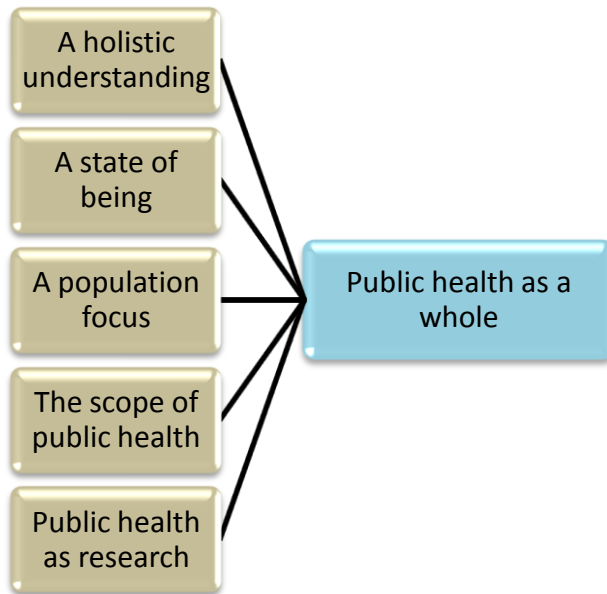 A holistic
understanding
A state of
being
A population
focus
The scope of
public health
Public health
as research
Public health as a
whole